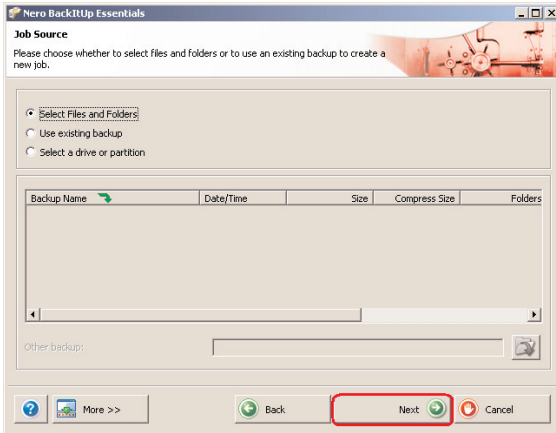 Nero BackItUp Essentials
Job Source
Please choose whether to select files and folders or to use an existing backup to create a
new job.
Select Files and Folders
Use existing backup
Select a drive or partition
Backup Name Date/Time Size Compress Size Folders
Other backup:
? More >> Back Next Cancel